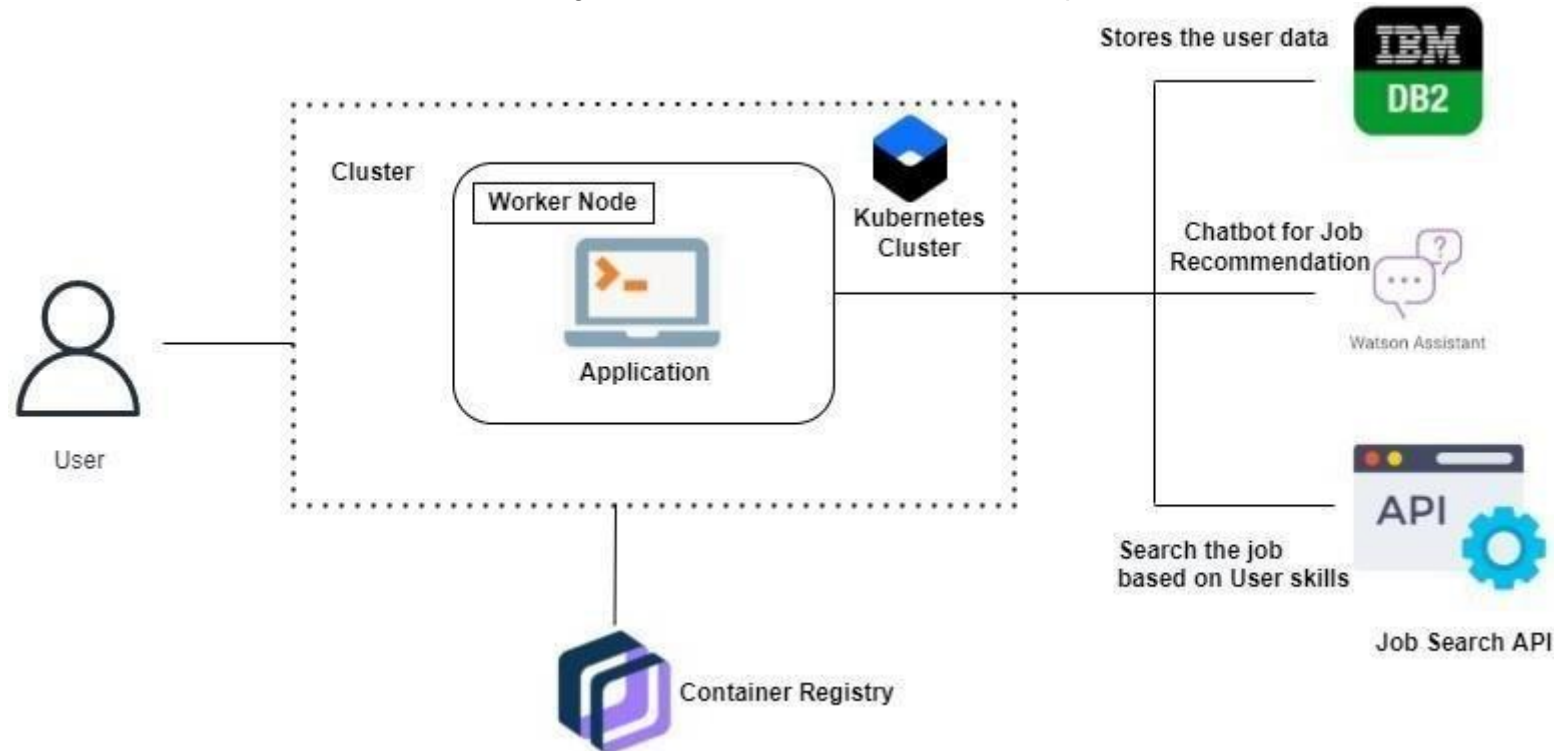 Stores the user data
IBM
DB2
Cluster
Worker Node
Kubernetes
Cluster
Application
Chatbot for Job
Recommendation
?
Watson Assistant
User
API
Search the job
based on User skills
Job Search API
Container Registry